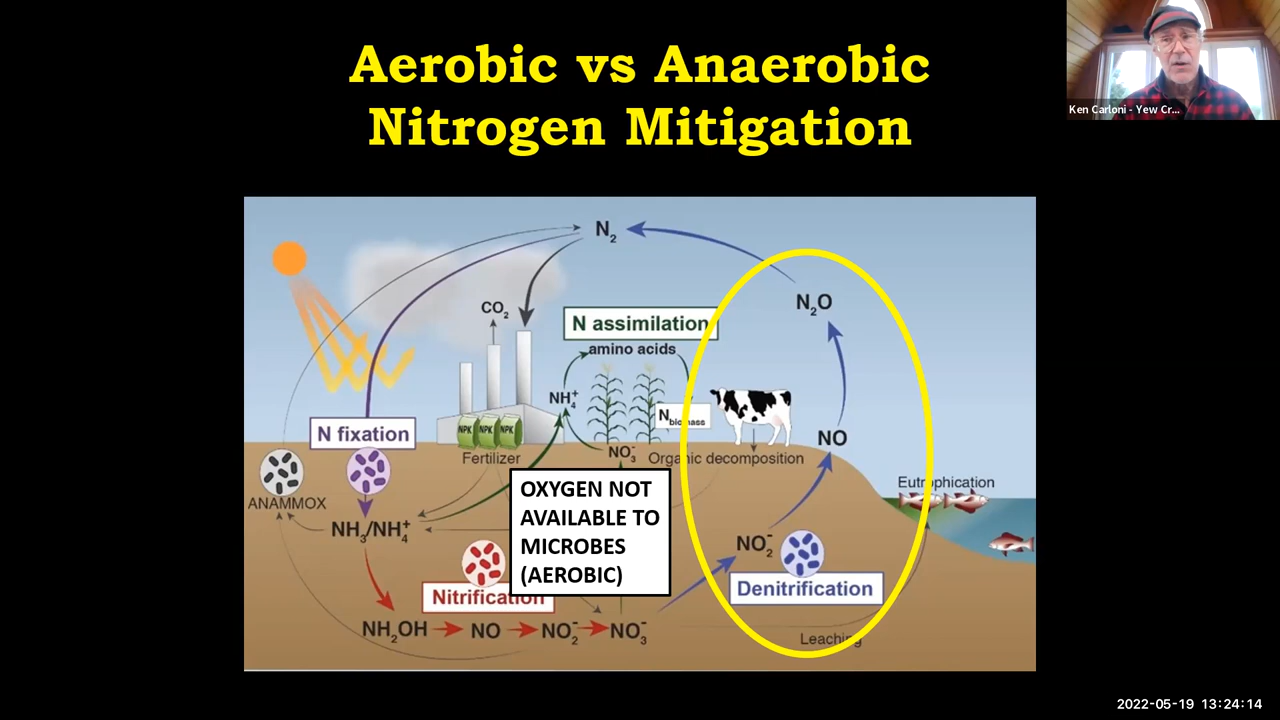 Aerobic vs Anaerobic
Nitrogen Mitigation
Ken Carloni - Yew Cr...
N₂
CO₂
N assimilation
amino acids
N₂O
NH₄⁺
N fixation
NPK NPK NPK
N biomass
NO
Fertilizer
NO₃⁻
Organic decomposition
Eutrophication
ANAMMOX
NH₃/NH₄⁺
OXYGEN NOT
AVAILABLE TO
MICROBES
(AEROBIC)
NO₂⁻
Denitrification
Nitrification
NH₂OH NO NO₂⁻ NO₃⁻
Leaching
2022-05-19 13:24:14